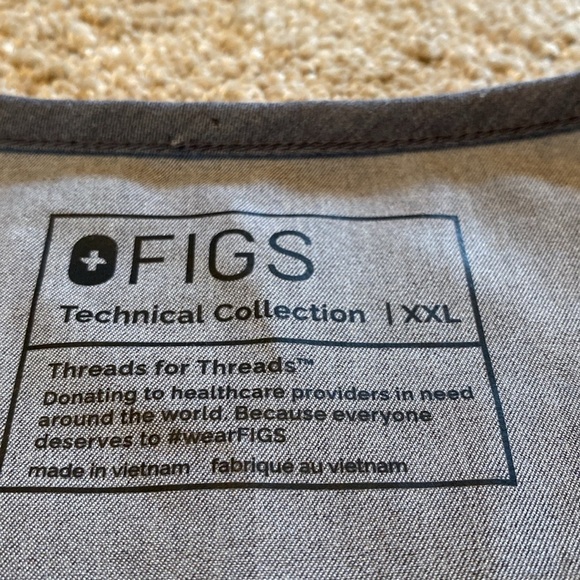 FIGS
Technical Collection | XXL
Threads for Threads™
Donating to healthcare providers in need
around the world. Because everyone
deserves to #wearFIGS
made in vietnam fabriqué au vietnam